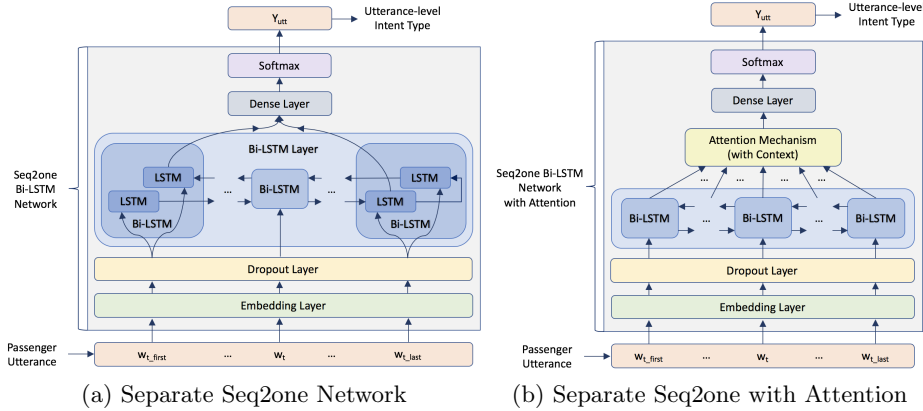 Y_utt
Utterance-level
Intent Type
Softmax
Dense Layer
Bi-LSTM Layer
Seq2one
Bi-LSTM
Network
LSTM
LSTM
Bi-LSTM
...
Bi-LSTM
...
LSTM
LSTM
Bi-LSTM
...
...
Dropout Layer
Embedding Layer
Passenger
Utterance
w_t_first
...
w_t
...
w_t_last
(a) Separate Seq2one Network
Y_utt
Utterance-level
Intent Type
Softmax
Dense Layer
Attention Mechanism
(with Context)
... ...
... ...
Seq2one Bi-LSTM
Network
with Attention
Bi-LSTM
...
Bi-LSTM
...
Bi-LSTM
...
...
Dropout Layer
Embedding Layer
Passenger
Utterance
w_t_first
...
w_t
...
w_t_last
(b) Separate Seq2one with Attention